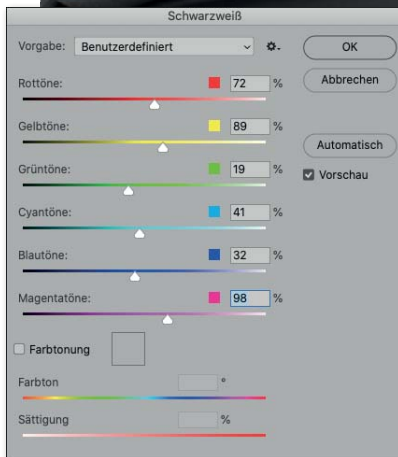 Schwarzweiß
Vorgabe: Benutzerdefiniert
OK
Rottöne: 72 %
Abbrechen
Gelbtöne: 89 %
Automatisch
Grüntöne: 19 %
Vorschau
Cyantöne: 41 %
Blautöne: 32 %
Magentatöne: 98 %
Farbtonung
Farbton °
Sättigung %